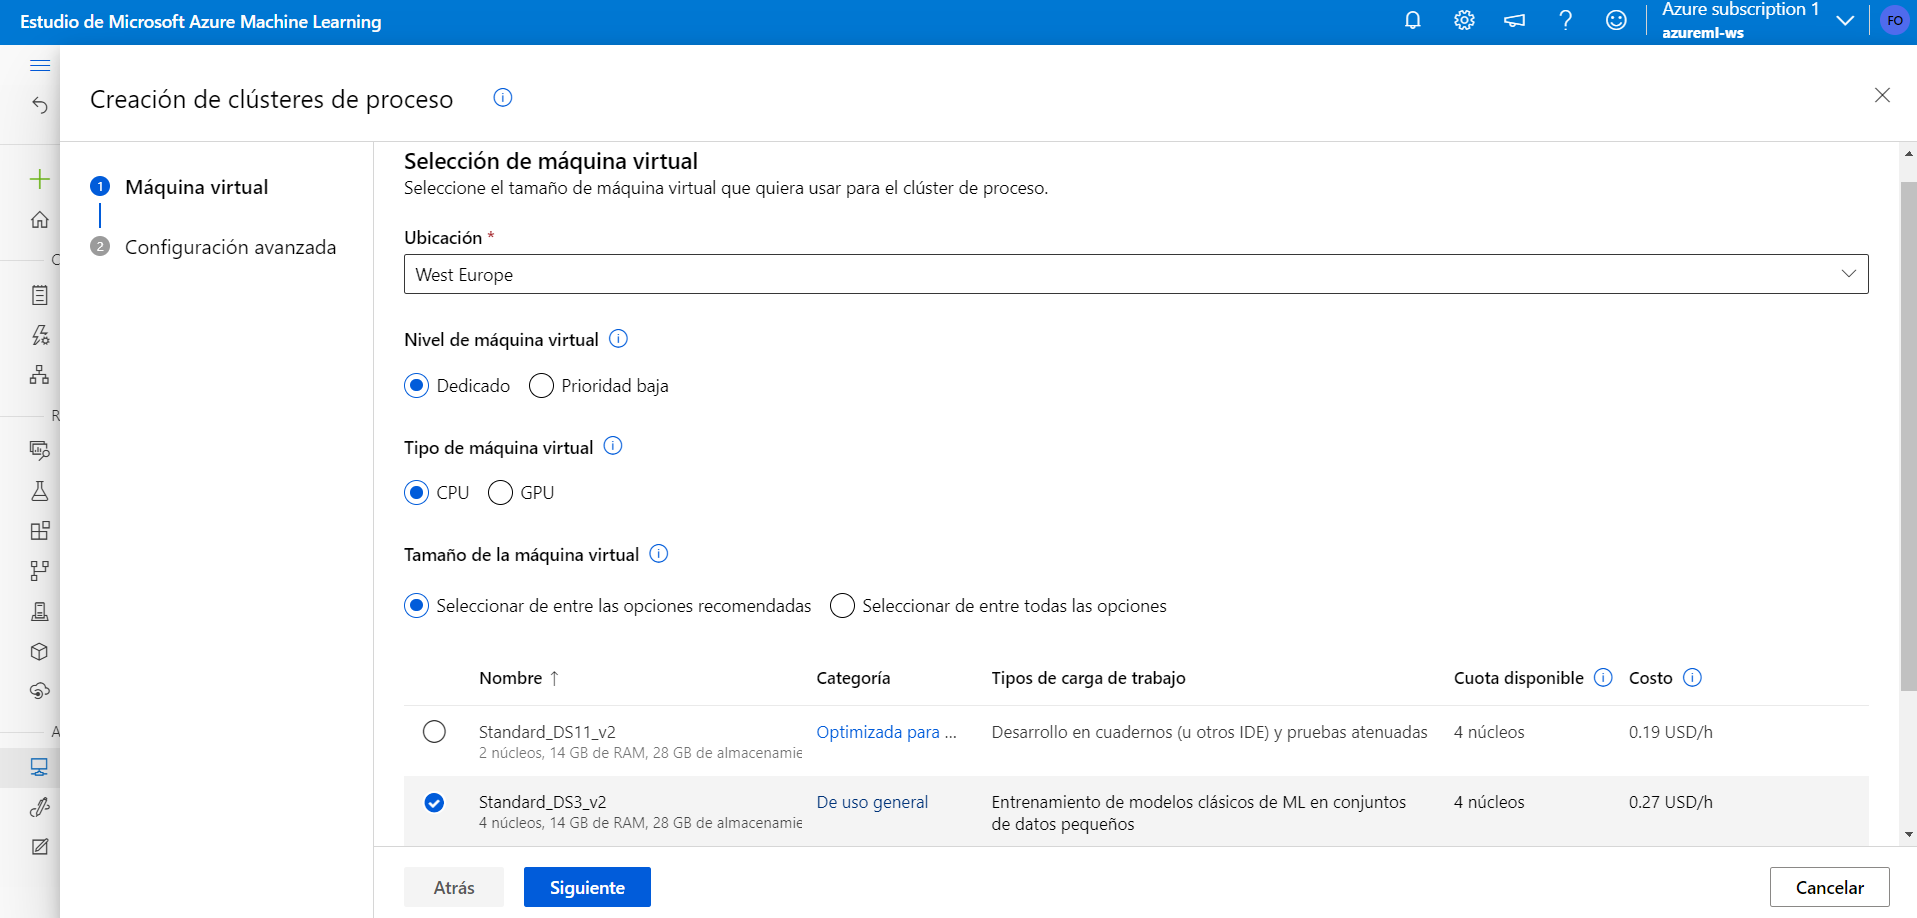 Estudio de Microsoft Azure Machine Learning
Azure subscription 1
azureml-ws
FO
Creación de clústeres de proceso
1 Máquina virtual
2 Configuración avanzada
C
R
A
Selección de máquina virtual
Seleccione el tamaño de máquina virtual que quiera usar para el clúster de proceso.
Ubicación *
West Europe
Nivel de máquina virtual
Dedicado Prioridad baja
Tipo de máquina virtual
CPU GPU
Tamaño de la máquina virtual
Seleccionar de entre las opciones recomendadas Seleccionar de entre todas las opciones
Nombre ↑ Categoría Tipos de carga de trabajo Cuota disponible Costo
Standard_DS11_v2 Optimizada para ... Desarrollo en cuadernos (u otros IDE) y pruebas atenuadas 4 núcleos 0.19 USD/h
2 núcleos, 14 GB de RAM, 28 GB de almacenamie
Standard_DS3_v2 De uso general Entrenamiento de modelos clásicos de ML en conjuntos 4 núcleos 0.27 USD/h
4 núcleos, 14 GB de RAM, 28 GB de almacenamie de datos pequeños
Atrás Siguiente Cancelar